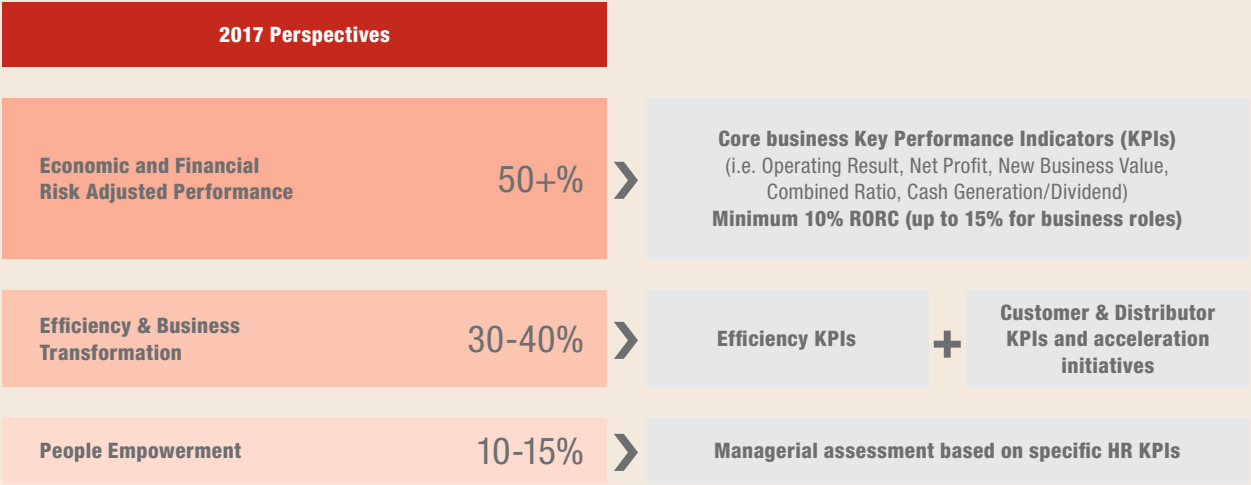 2017 Perspectives
Economic and Financial
Risk Adjusted Performance
50+%
Core business Key Performance Indicators (KPIs)
(i.e. Operating Result, Net Profit, New Business Value,
Combined Ratio, Cash Generation/Dividend)
Minimum 10% RORC (up to 15% for business roles)
Efficiency & Business
Transformation
30-40%
Efficiency KPIs
+
Customer & Distributor
KPIs and acceleration
initiatives
People Empowerment
10-15%
Managerial assessment based on specific HR KPIs